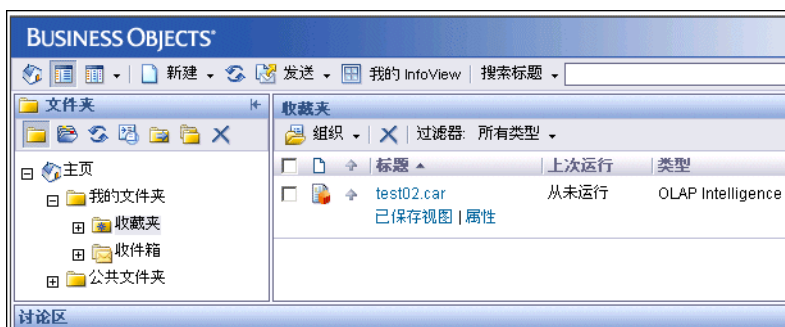 BUSINESS OBJECTS
新建 发送 我的 InfoView 搜索标题
文件夹
主页
我的文件夹
收藏夹
收件箱
公共文件夹
收藏夹
组织 过滤器: 所有类型
标题 上次运行 类型
test02.car 从未运行 OLAP Intelligence
已保存视图 | 属性
讨论区